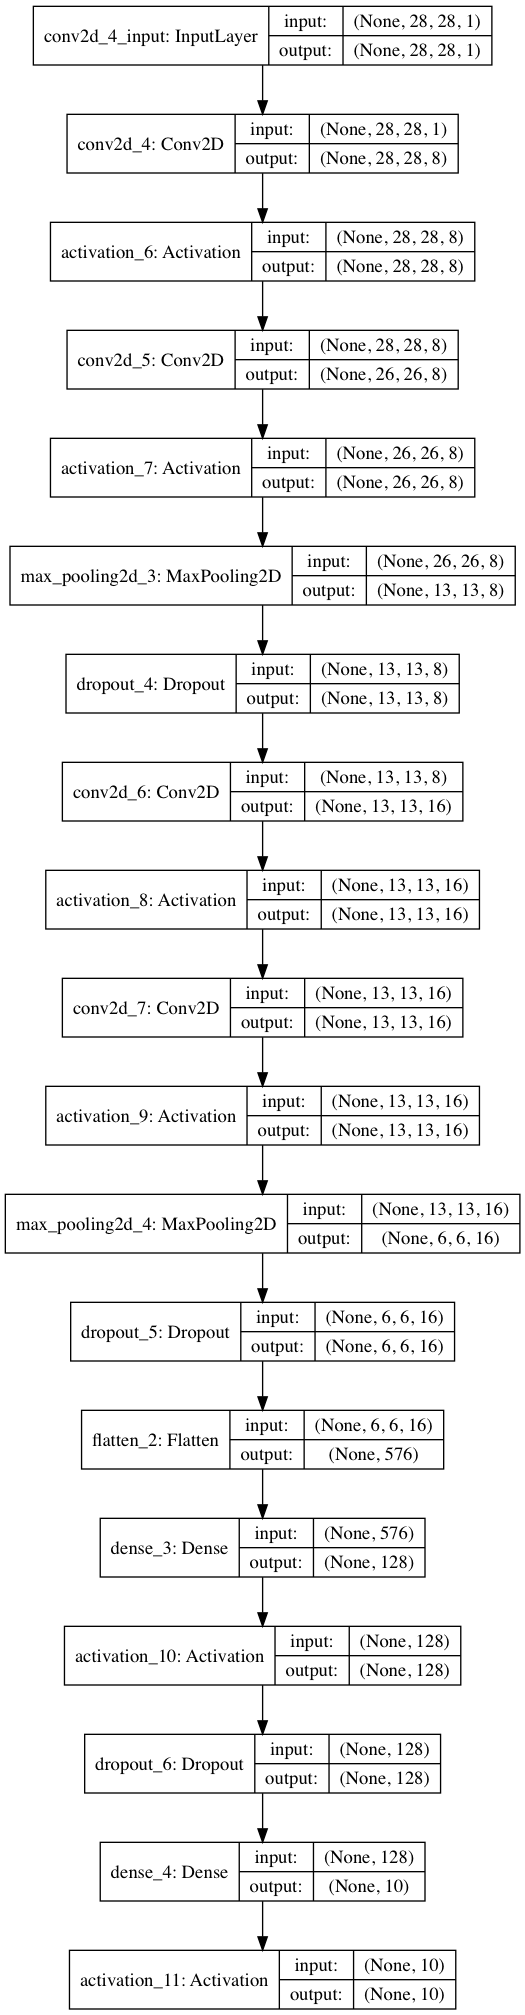 conv2d_4_input: InputLayer
input: (None, 28, 28, 1)
output: (None, 28, 28, 1)
conv2d_4: Conv2D
input: (None, 28, 28, 1)
output: (None, 28, 28, 8)
activation_6: Activation
input: (None, 28, 28, 8)
output: (None, 28, 28, 8)
conv2d_5: Conv2D
input: (None, 28, 28, 8)
output: (None, 26, 26, 8)
activation_7: Activation
input: (None, 26, 26, 8)
output: (None, 26, 26, 8)
max_pooling2d_3: MaxPooling2D
input: (None, 26, 26, 8)
output: (None, 13, 13, 8)
dropout_4: Dropout
input: (None, 13, 13, 8)
output: (None, 13, 13, 8)
conv2d_6: Conv2D
input: (None, 13, 13, 8)
output: (None, 13, 13, 16)
activation_8: Activation
input: (None, 13, 13, 16)
output: (None, 13, 13, 16)
conv2d_7: Conv2D
input: (None, 13, 13, 16)
output: (None, 13, 13, 16)
activation_9: Activation
input: (None, 13, 13, 16)
output: (None, 13, 13, 16)
max_pooling2d_4: MaxPooling2D
input: (None, 13, 13, 16)
output: (None, 6, 6, 16)
dropout_5: Dropout
input: (None, 6, 6, 16)
output: (None, 6, 6, 16)
flatten_2: Flatten
input: (None, 6, 6, 16)
output: (None, 576)
dense_3: Dense
input: (None, 576)
output: (None, 128)
activation_10: Activation
input: (None, 128)
output: (None, 128)
dropout_6: Dropout
input: (None, 128)
output: (None, 128)
dense_4: Dense
input: (None, 128)
output: (None, 10)
activation_11: Activation
input: (None, 10)
output: (None, 10)